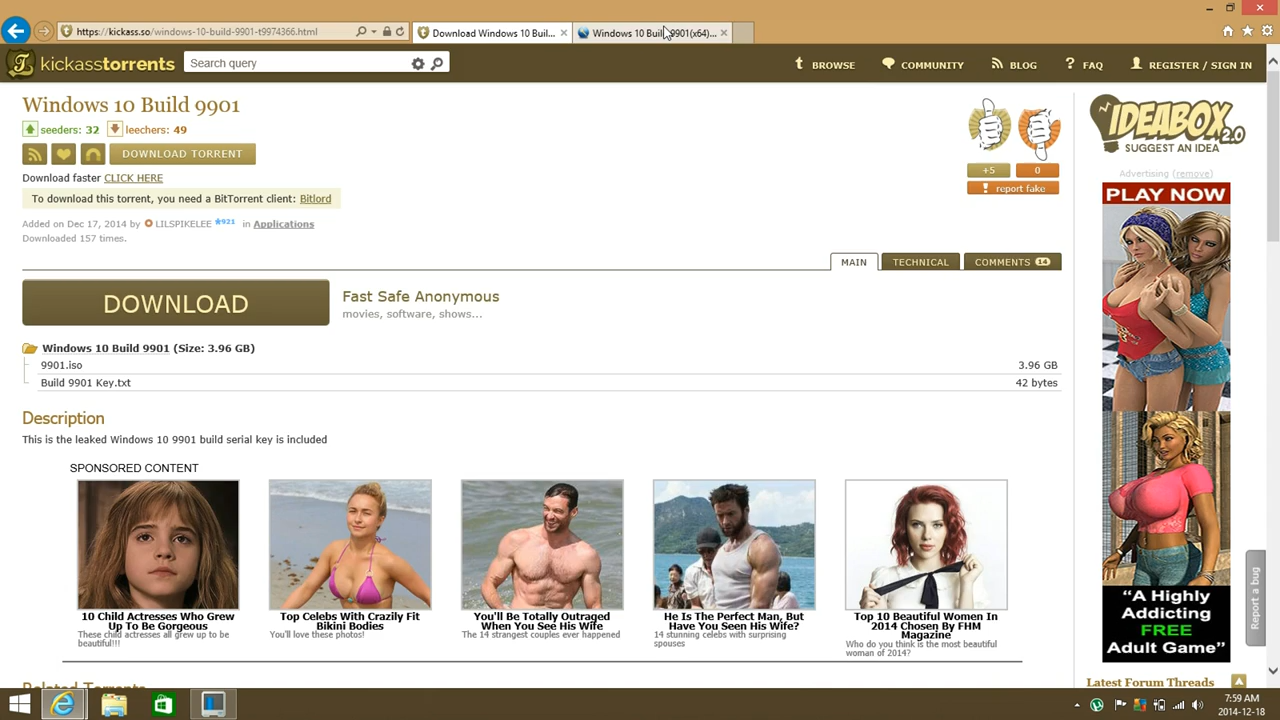 https://kickass.so/windows-10-build-9901-t9974366.html
Download Windows 10 Buil...
Windows 10 Build 9901(x64)...
kickasstorrents
Search query
BROWSE
COMMUNITY
BLOG
FAQ
REGISTER / SIGN IN
Windows 10 Build 9901
seeders: 32
leechers: 49
DOWNLOAD TORRENT
Download faster CLICK HERE
To download this torrent, you need a BitTorrent client: Bitlord
Added on Dec 17, 2014 by LILSPIKELEE 921 in Applications
Downloaded 157 times.
+5
0
report fake
IDEABOX 2.0
SUGGEST AN IDEA
Advertising (remove)
PLAY NOW
MAIN
TECHNICAL
COMMENTS 14
DOWNLOAD
Fast Safe Anonymous
movies, software, shows...
Windows 10 Build 9901 (Size: 3.96 GB)
9901.iso
3.96 GB
Build 9901 Key.txt
42 bytes
Description
This is the leaked Windows 10 9901 build serial key is included
SPONSORED CONTENT
10 Child Actresses Who Grew
Up To Be Gorgeous
These child actresses all grew up to be
beautiful!!!
Top Celebs With Crazily Fit
Bikini Bodies
You'll love these photos!
You'll Be Totally Outraged
When You See His Wife
The 14 strangest couples ever happened
He Is The Perfect Man, But
Have You Seen His Wife?
14 stunning celebs with surprising
spouses
Top 10 Beautiful Women In
2014 Chosen By FHM
Magazine
Who do you think is the most beautiful
woman of 2014?
"A Highly
Addicting
FREE
Adult Game"
Report a bug
Related Torrents
Latest Forum Threads
7:59 AM
2014-12-18